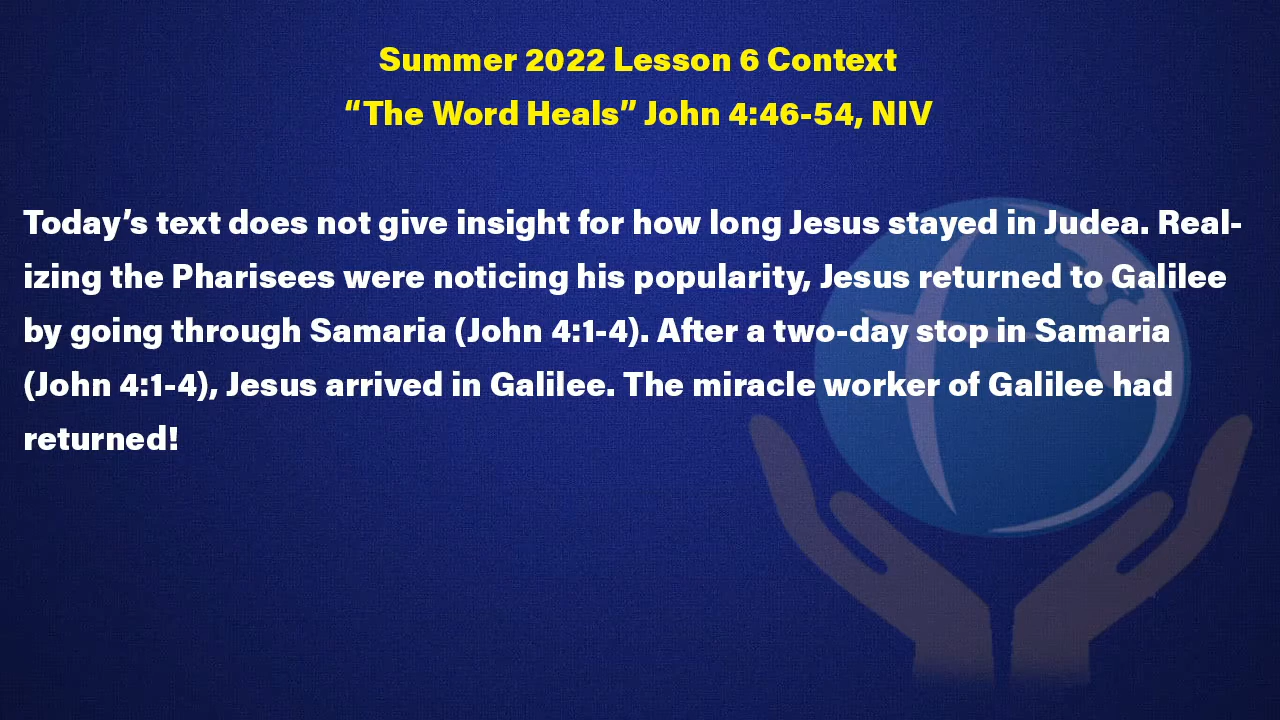 Summer 2022 Lesson 6 Context
“The Word Heals” John 4:46-54, NIV
Today’s text does not give insight for how long Jesus stayed in Judea. Real-
izing the Pharisees were noticing his popularity, Jesus returned to Galilee
by going through Samaria (John 4:1-4). After a two-day stop in Samaria
(John 4:1-4), Jesus arrived in Galilee. The miracle worker of Galilee had
returned!